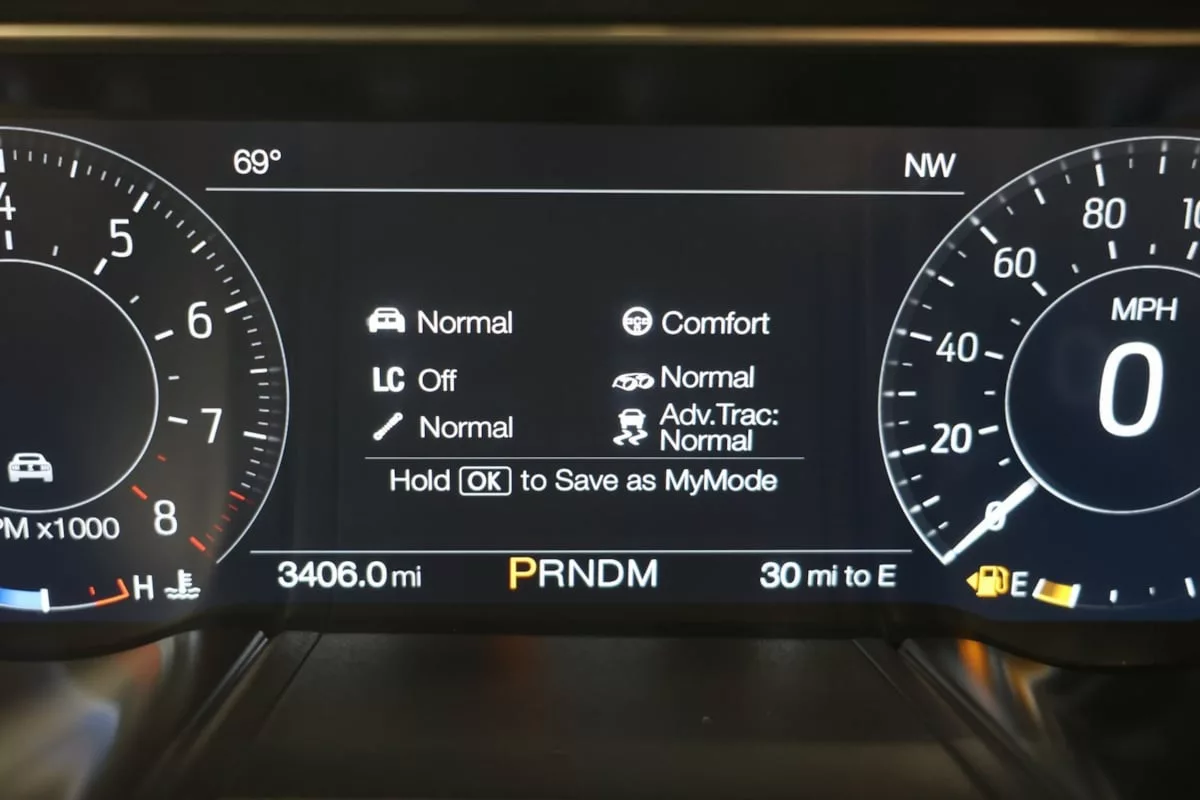 69°
NW
4
5
6
7
8
PM x1000
H
Normal
Comfort
LC Off
Normal
Normal
Adv.Trac:
Normal
Hold OK to Save as MyMode
3406.0 mi
PRNDM
30 mi to E
80
60
40
20
0
MPH
0
E